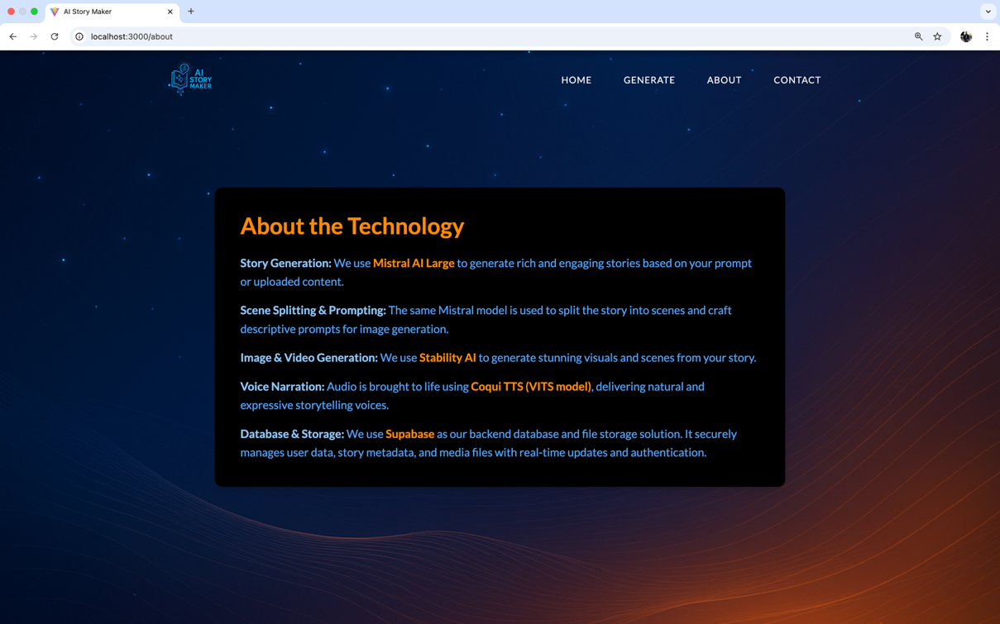 AI Story Maker
localhost:3000/about
AI
STORY
MAKER
HOME GENERATE ABOUT CONTACT
About the Technology
Story Generation: We use Mistral AI Large to generate rich and engaging stories based on your prompt
or uploaded content.
Scene Splitting & Prompting: The same Mistral model is used to split the story into scenes and craft
descriptive prompts for image generation.
Image & Video Generation: We use Stability AI to generate stunning visuals and scenes from your story.
Voice Narration: Audio is brought to life using Coqui TTS (VITS model), delivering natural and
expressive storytelling voices.
Database & Storage: We use Supabase as our backend database and file storage solution. It securely
manages user data, story metadata, and media files with real-time updates and authentication.